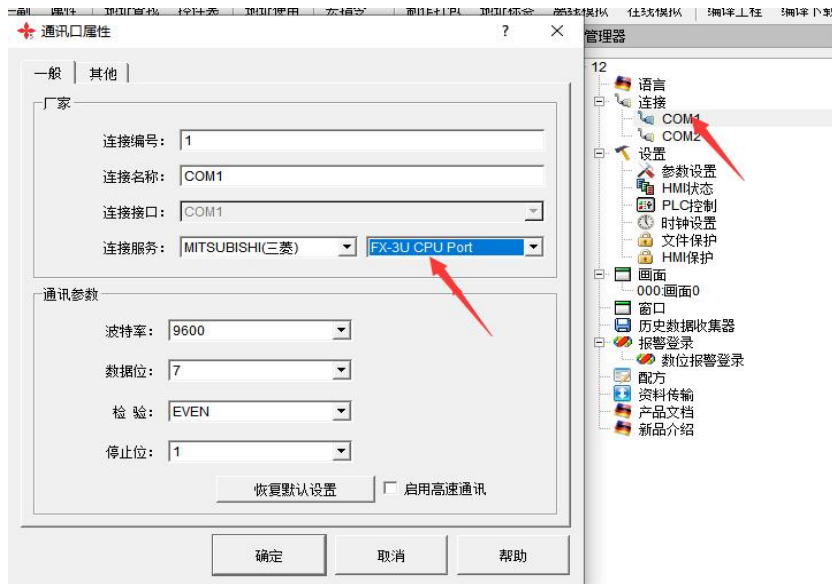 通讯口属性
?
管理器
一般
其他
厂家
连接编号： 1
连接名称： COM1
连接接口： COM1
连接服务： MITSUBISHI(三菱) FX-3U CPU Port
通讯参数
波特率： 9600
数据位： 7
检 验： EVEN
停止位： 1
恢复默认设置
启用高速通讯
确定
取消
帮助
12
语言
连接
COM1
COM2
设置
参数设置
HMI状态
PLC控制
时钟设置
文件保护
HMI保护
画面
000:画面0
窗口
历史数据收集器
报警登录
数位报警登录
配方
资料传输
产品文档
新品介绍